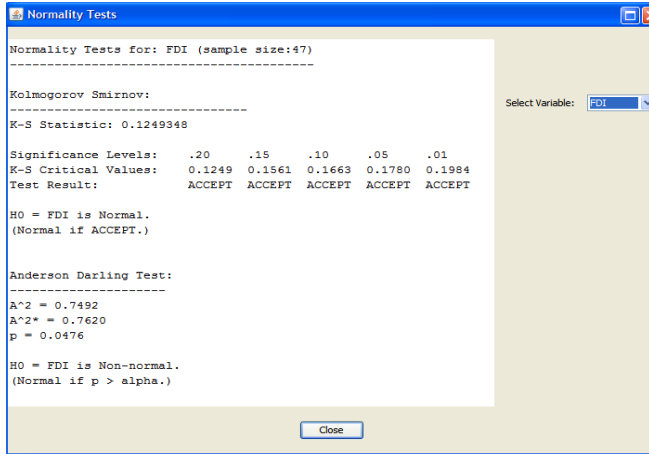 Normality Tests
Normality Tests for: FDI (sample size:47)
-------------------------------------------
Kolmogorov Smirnov:
----------------------------------
K-S Statistic: 0.1249348
Significance Levels: .20 .15 .10 .05 .01
K-S Critical Values: 0.1249 0.1561 0.1663 0.1780 0.1984
Test Result: ACCEPT ACCEPT ACCEPT ACCEPT ACCEPT
H0 = FDI is Normal.
(Normal if ACCEPT.)
Anderson Darling Test:
----------------------
A^2 = 0.7492
A^2* = 0.7620
p = 0.0476
H0 = FDI is Non-normal.
(Normal if p > alpha.)
Select Variable: FDI
Close